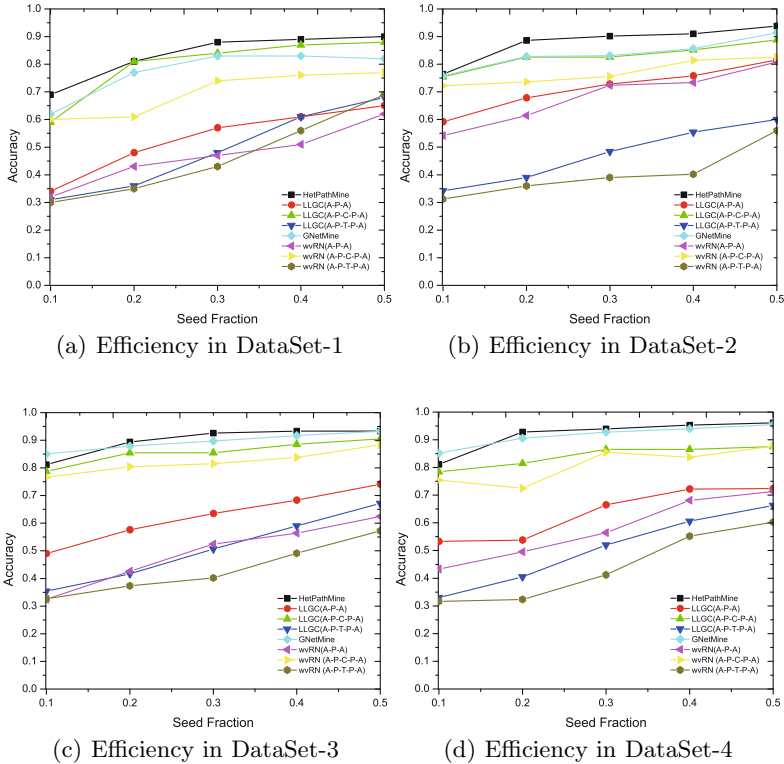 1.0
0.9
0.8
0.7
0.6
0.5
0.4
0.3
0.2
0.1
0.0
Accuracy
HetPathMine
LLGC(A-P-A)
LLGC(A-P-C-P-A)
LLGC(A-P-T-P-A)
GNetMine
wvRN(A-P-A)
wvRN (A-P-C-P-A)
wvRN (A-P-T-P-A)
0.1 0.2 0.3 0.4 0.5
Seed Fraction
(a) Efficiency in DataSet-1
1.0
0.9
0.8
0.7
0.6
0.5
0.4
0.3
0.2
0.1
0.0
Accuracy
HetPathMine
LLGC(A-P-A)
LLGC(A-P-C-P-A)
LLGC(A-P-T-P-A)
GNetMine
wvRN(A-P-A)
wvRN (A-P-C-P-A)
wvRN (A-P-T-P-A)
0.1 0.2 0.3 0.4 0.5
Seed Fraction
(b) Efficiency in DataSet-2
1.0
0.9
0.8
0.7
0.6
0.5
0.4
0.3
0.2
0.1
0.0
Accuracy
HetPathMine
LLGC(A-P-A)
LLGC(A-P-C-P-A)
LLGC(A-P-T-P-A)
GNetMine
wvRN(A-P-A)
wvRN (A-P-C-P-A)
wvRN (A-P-T-P-A)
0.1 0.2 0.3 0.4 0.5
Seed Fraction
(c) Efficiency in DataSet-3
1.0
0.9
0.8
0.7
0.6
0.5
0.4
0.3
0.2
0.1
0.0
Accuracy
HetPathMine
LLGC(A-P-A)
LLGC(A-P-C-P-A)
LLGC(A-P-T-P-A)
GNetMine
wvRN(A-P-A)
wvRN (A-P-C-P-A)
wvRN (A-P-T-P-A)
0.1 0.2 0.3 0.4 0.5
Seed Fraction
(d) Efficiency in DataSet-4